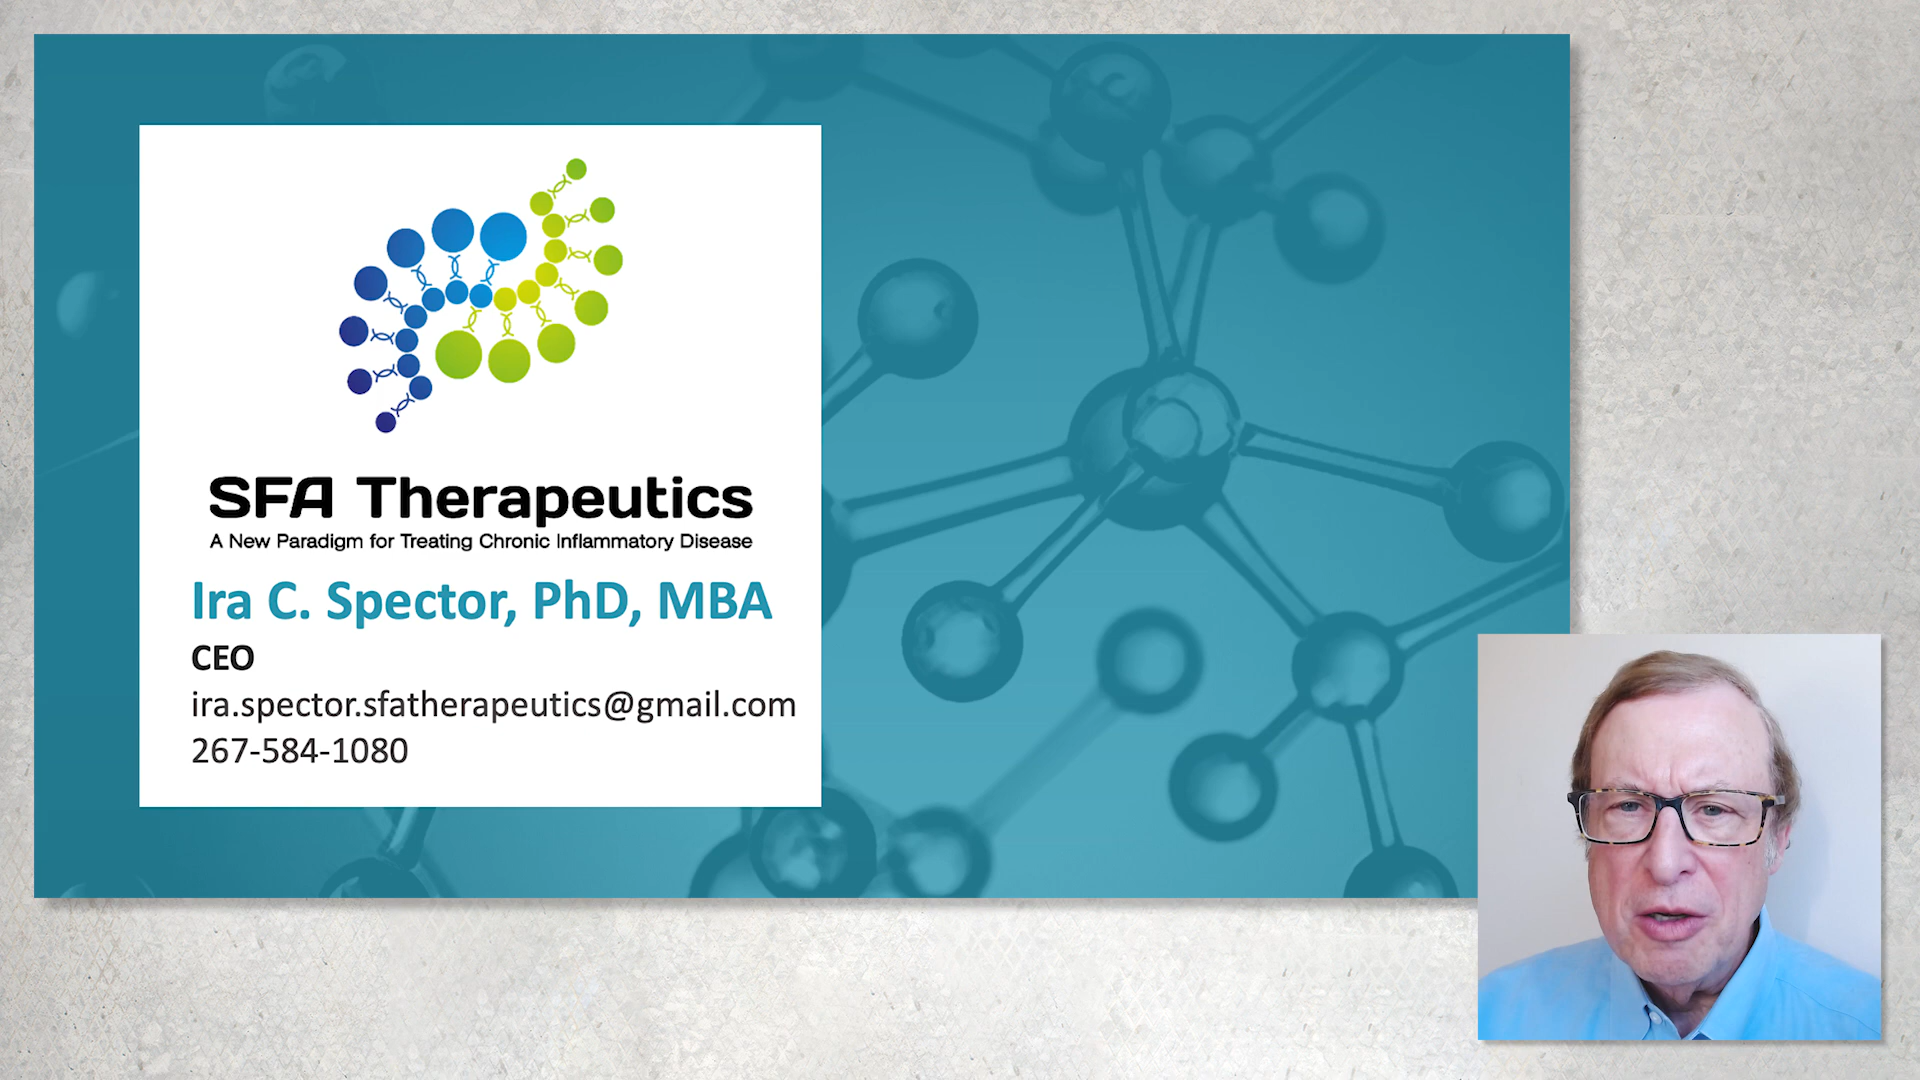 SFA Therapeutics
A New Paradigm for Treating Chronic Inflammatory Disease
Ira C. Spector, PhD, MBA
CEO
ira.spector.sfatherapeutics@gmail.com
267-584-1080